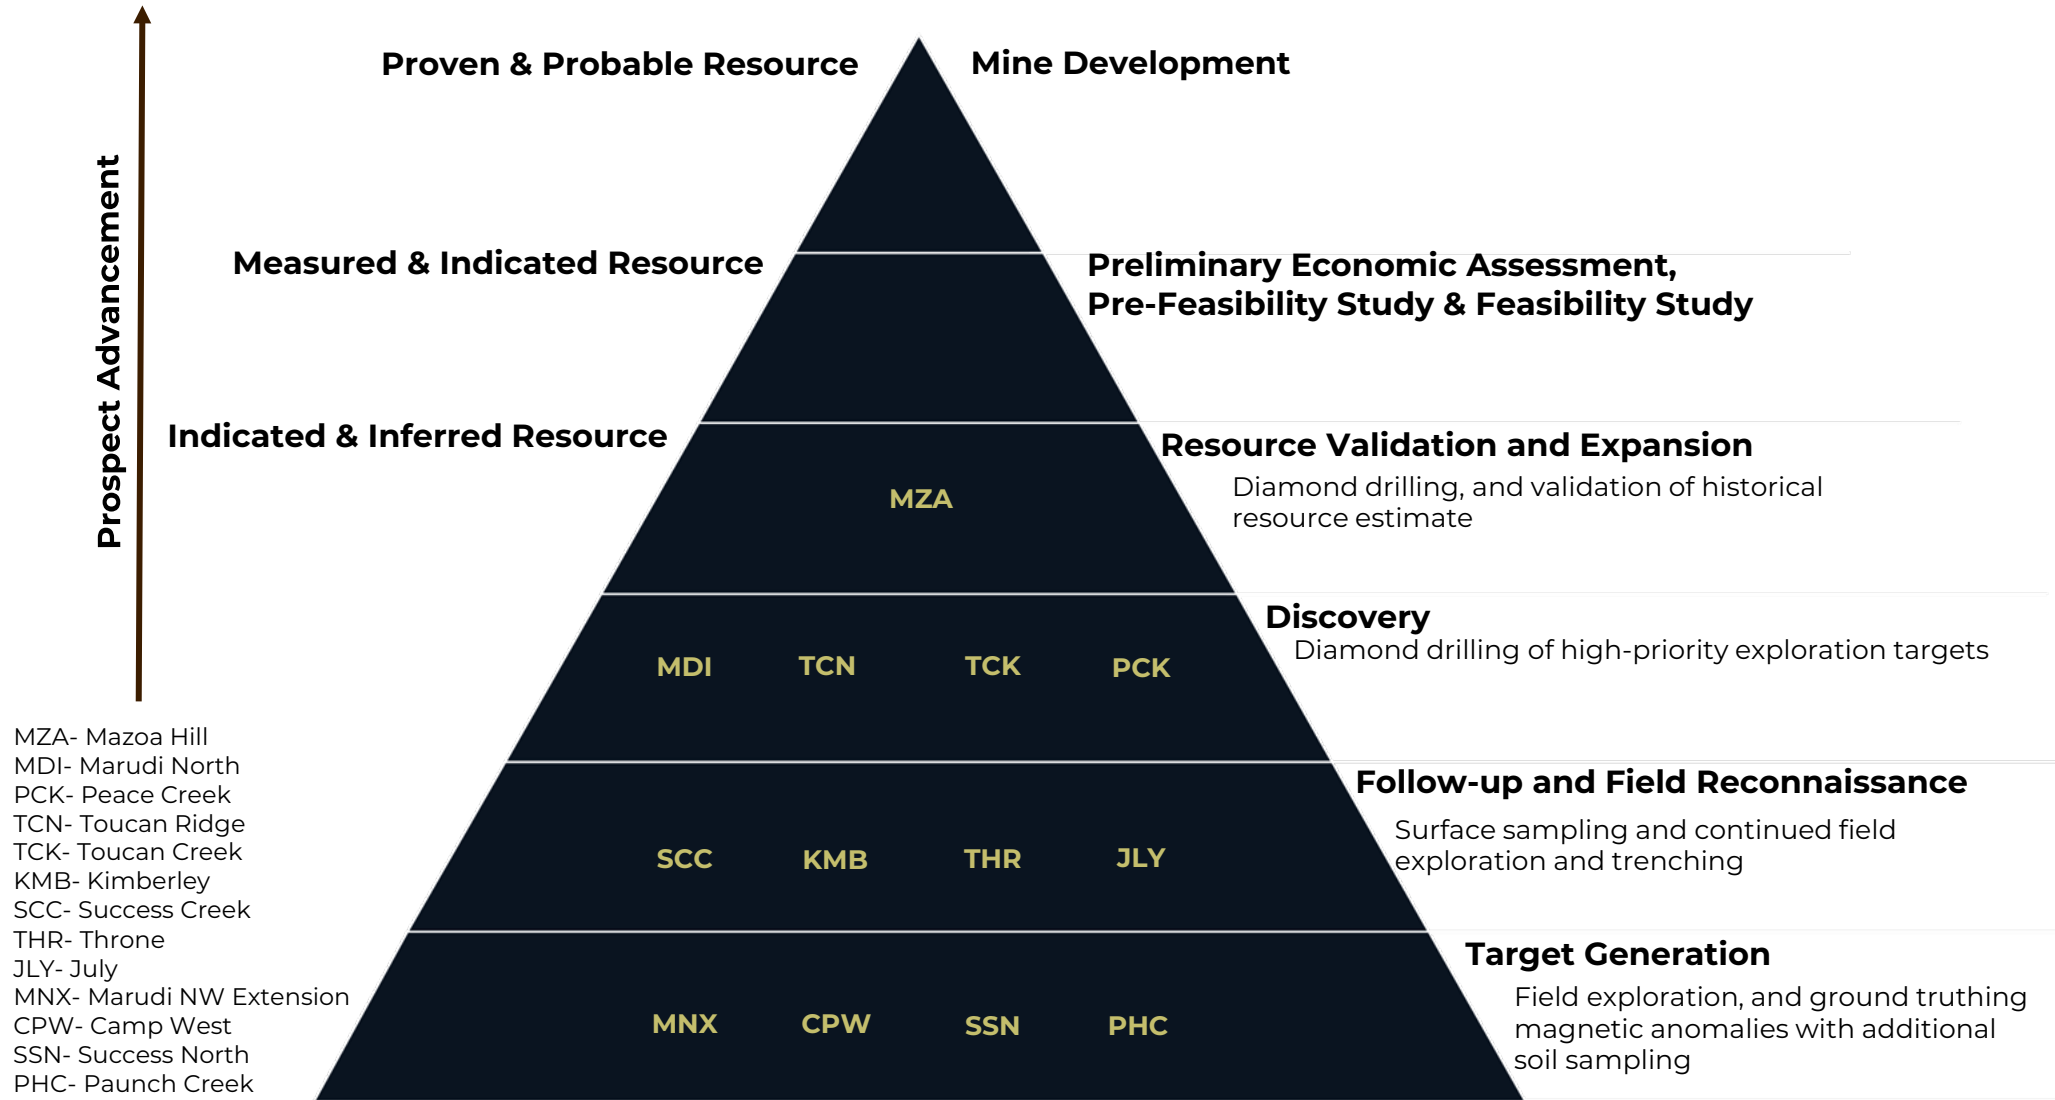 Proven & Probable Resource
Mine Development
Prospect Advancement
Measured & Indicated Resource
Preliminary Economic Assessment,
Pre-Feasibility Study & Feasibility Study
Indicated & Inferred Resource
Resource Validation and Expansion
Diamond drilling, and validation of historical
resource estimate
MZA
Discovery
Diamond drilling of high-priority exploration targets
MDI TCN TCK PCK
Follow-up and Field Reconnaissance
Surface sampling and continued field
exploration and trenching
SCC KMB THR JLY
Target Generation
Field exploration, and ground truthing
magnetic anomalies with additional
soil sampling
MNX CPW SSN PHC
MZA- Mazoa Hill
MDI- Marudi North
PCK- Peace Creek
TCN- Toucan Ridge
TCK- Toucan Creek
KMB- Kimberley
SCC- Success Creek
THR- Throne
JLY- July
MNX- Marudi NW Extension
CPW- Camp West
SSN- Success North
PHC- Paunch Creek